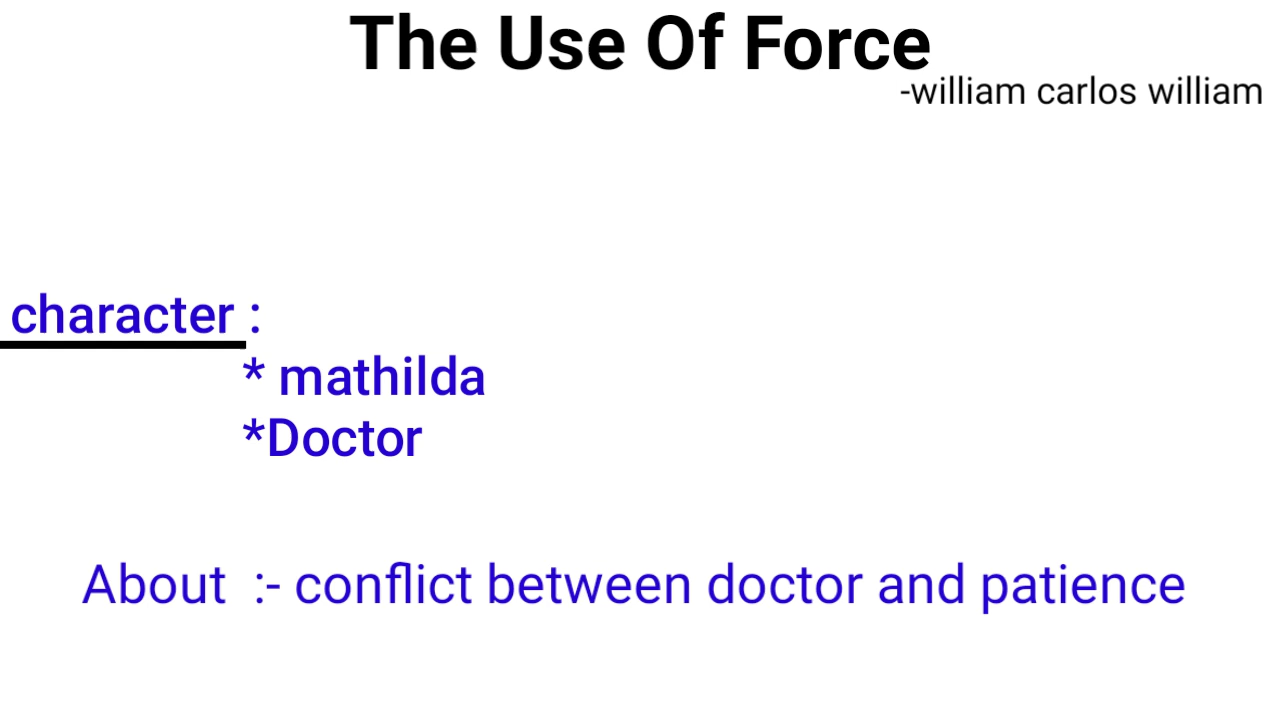 The Use Of Force
-william carlos william
character :
* mathilda
*Doctor
About :- conflict between doctor and patience